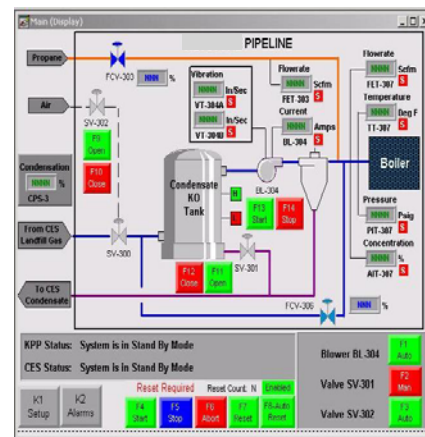 Main (Display)
PIPELINE
Propane
FCV-303
NNN %
Vibration
NNNN In/Sec
VT-304A S
NNNN In/Sec
VT-304B S
Flowrate
NNNN Scfm
FET-303 S
Current
NNNN Amps
BL-304 S
Flowrate
NNNN Scfm
FET-307 S
Temperature
NNNN Deg F
TT-307 S
Air
SV-302
F9
Open
F10
Close
Condensation
NNNN %
CPS-3
Condensate
KO
Tank
H
L
BL-304
F13
Start
F14
Stop
Boiler
Pressure
NNNN Psig
PIT-307 S
Concentration
NNNN %
AIT-307 S
From CES
Landfill Gas
SV-300
F12
Close
F11
Open
SV-301
To CES
Condensate
FCV-306
NNN %
KPP Status: System is in Stand By Mode
CES Status: System is in Stand By Mode
Blower BL-304
F1
Auto
Valve SV-301
F2
Man
Valve SV-302
F3
Auto
K1
Setup
K2
Alarms
Reset Required
Reset Count: N
Enabled
F4
Start
F5
Stop
F6
Abort
F7
Reset
F8-Auto
Reset